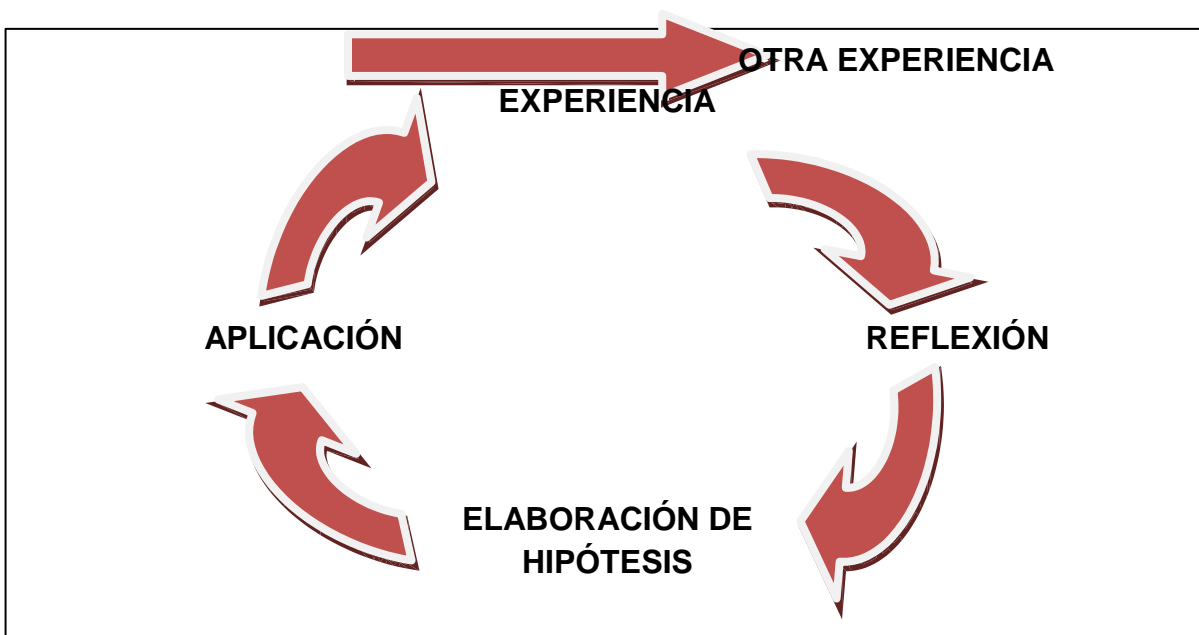 OTRA EXPERIENCIA
EXPERIENCIA
APLICACIÓN
REFLEXIÓN
ELABORACIÓN DE
HIPÓTESIS